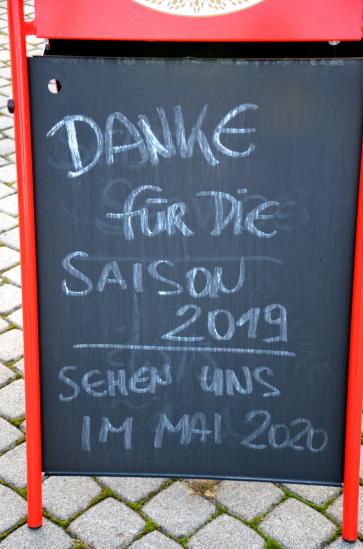 DANKE
FÜR DIE
SAISON
2019
SEHEN UNS
IM MAI 2020